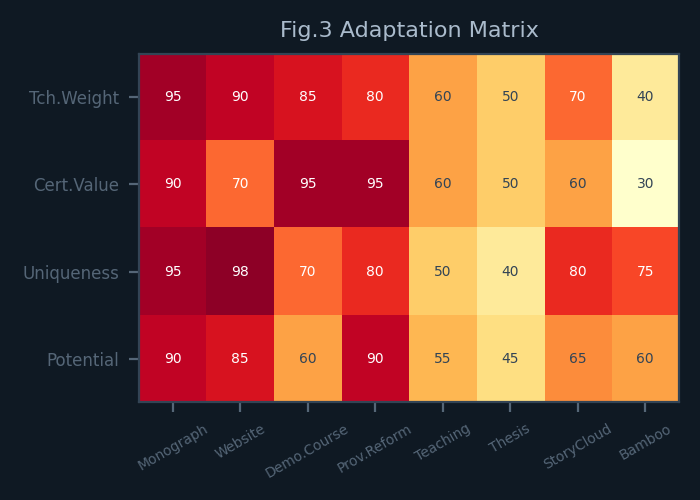 Fig.3 Adaptation Matrix
Tch.Weight 95 90 85 80 60 50 70 40
Cert.Value 90 70 95 95 60 50 60 30
Uniqueness 95 98 70 80 50 40 80 75
Potential 90 85 60 90 55 45 65 60
Monograph Website Demo.Course Prov.Reform Teaching Thesis StoryCloud Bamboo